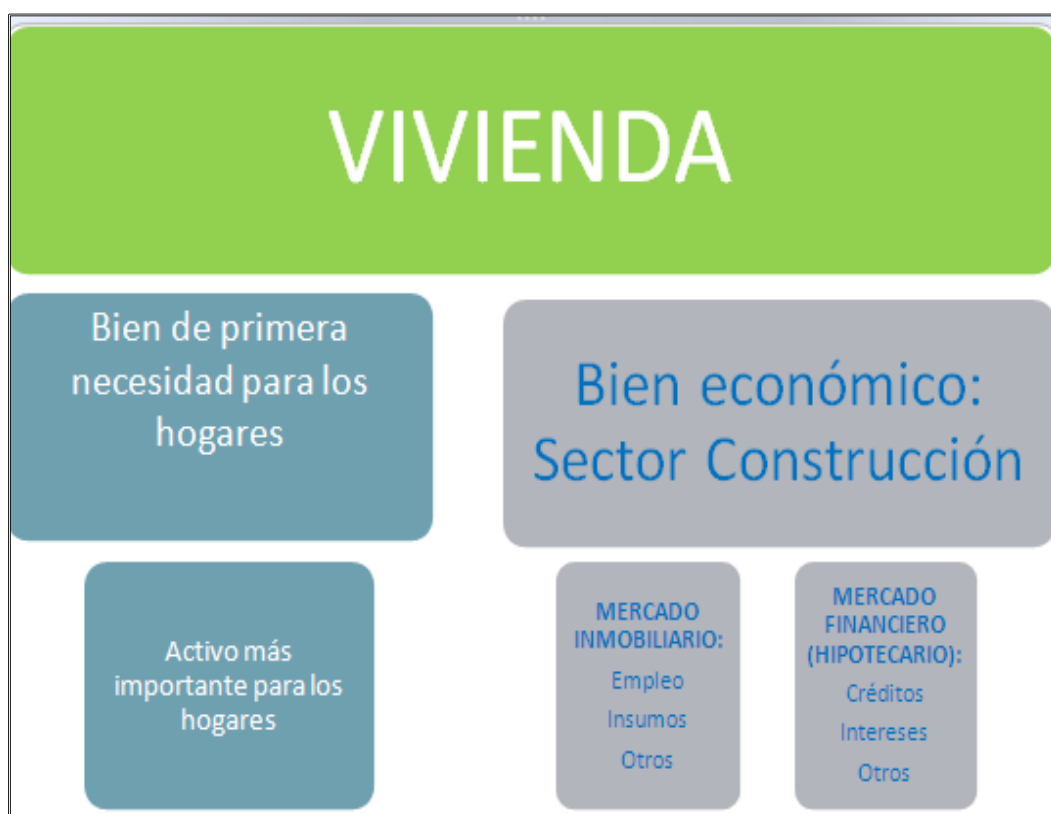 VIVIENDA
Bien de primera
necesidad para los
hogares
Bien económico:
Sector Construcción
Activo más
importante para los
hogares
MERCADO
INMOBILIARIO:
Empleo
Insumos
Otros
MERCADO
FINANCIERO
(HIPOTECARIO):
Créditos
Intereses
Otros